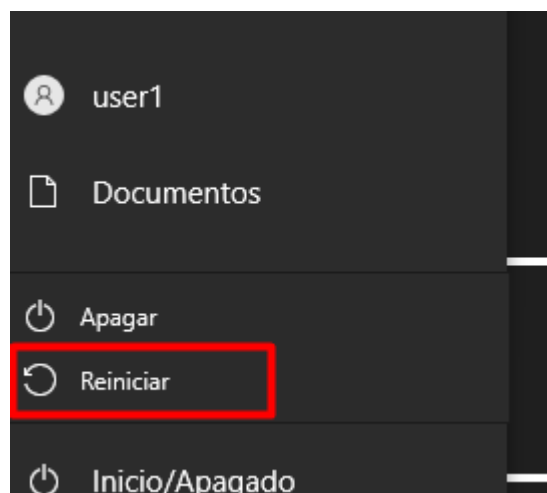 user1
Documentos
Apagar
Reiniciar
Inicio/Apagado